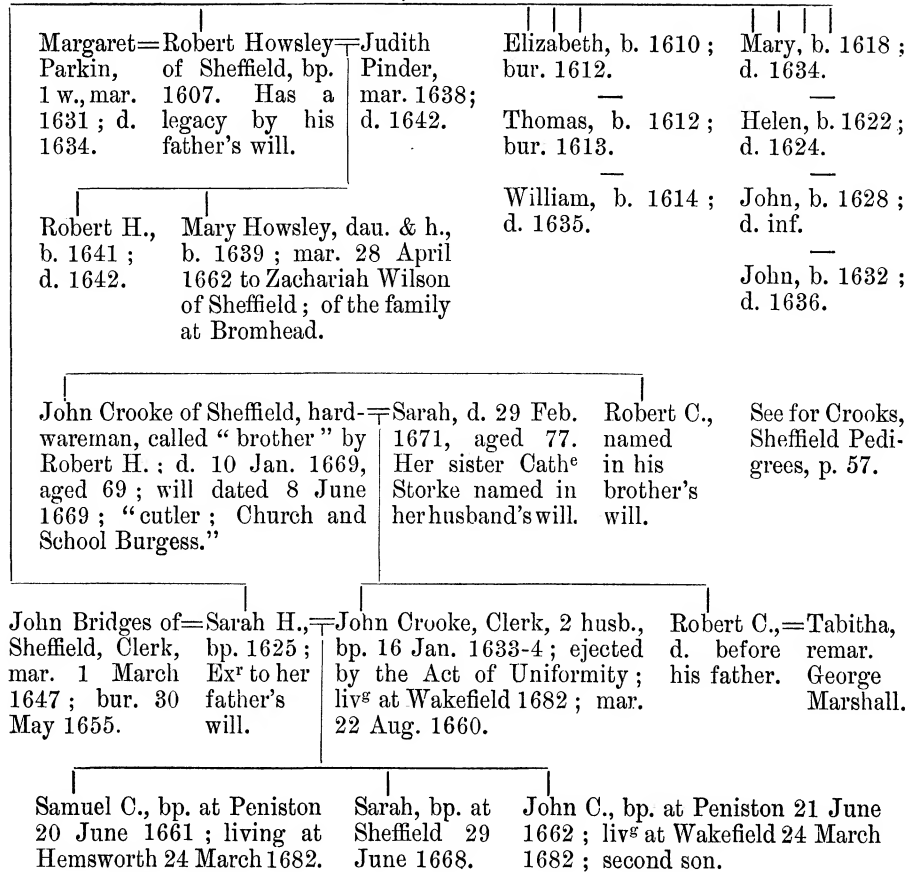 Margaret=Robert Howsley=Judith
Parkin, of Sheffield, bp. Pinder,
1 w., mar. 1607. Has a mar. 1638;
1631 ; d. legacy by his d. 1642.
1634. father's will.
Elizabeth, b. 1610 ;
bur. 1612.
—
Thomas, b. 1612 ;
bur. 1613.
—
William, b. 1614 ;
d. 1635.
Mary, b. 1618 ;
d. 1634.
—
Helen, b. 1622 ;
d. 1624.
—
John, b. 1628 ;
d. inf.
—
John, b. 1632 ;
d. 1636.
Robert H.,
b. 1641 ;
d. 1642.
Mary Howsley, dau. & h.,
b. 1639 ; mar. 28 April
1662 to Zachariah Wilson
of Sheffield ; of the family
at Bromhead.
John Crooke of Sheffield, hard-=
wareman, called “ brother ” by
Robert H. ; d. 10 Jan. 1669,
aged 69 ; will dated 8 June
1669 ; “cutler ; Church and
School Burgess.”
Sarah, d. 29 Feb.
1671, aged 77.
Her sister Cathᵉ
Storke named in
her husband's will.
Robert C.,
named
in his
brother's
will.
See for Crooks,
Sheffield Pedi-
grees, p. 57.
John Bridges of=
Sheffield, Clerk,
mar. 1 March
1647 ; bur. 30
May 1655.
Sarah H.,=
bp. 1625 ;
Exʳ to her
father's
will.
John Crooke, Clerk, 2 husb.,
bp. 16 Jan. 1633-4 ; ejected
by the Act of Uniformity ;
livᵍ at Wakefield 1682 ; mar.
22 Aug. 1660.
Robert C.,=
d. before
his father.
Tabitha,
remar.
George
Marshall.
Samuel C., bp. at Peniston
20 June 1661 ; living at
Hemsworth 24 March 1682.
Sarah, bp. at
Sheffield 29
June 1668.
John C., bp. at Peniston 21 June
1662 ; livᵍ at Wakefield 24 March
1682 ; second son.